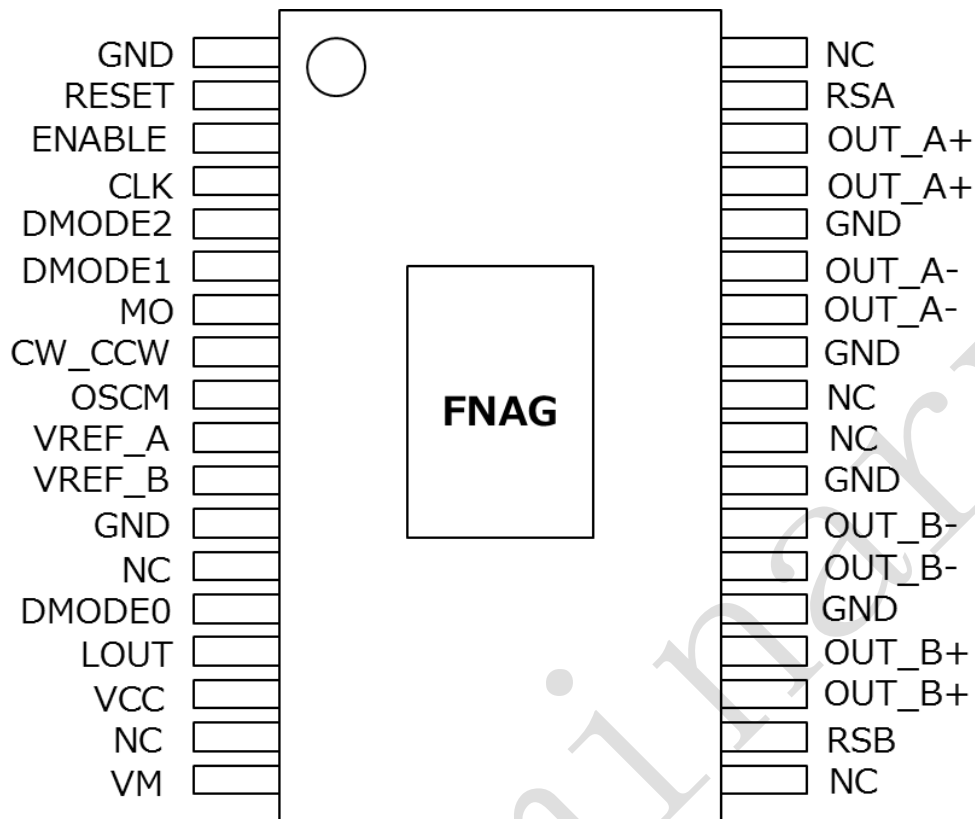 GND
RESET
ENABLE
CLK
DMODE2
DMODE1
MO
CW_CCW
OSCM
VREF_A
VREF_B
GND
NC
DMODE0
LOUT
VCC
NC
VM
FNAG
NC
RSA
OUT_A+
OUT_A+
GND
OUT_A-
OUT_A-
GND
NC
NC
GND
OUT_B-
OUT_B-
GND
OUT_B+
OUT_B+
RSB
NC